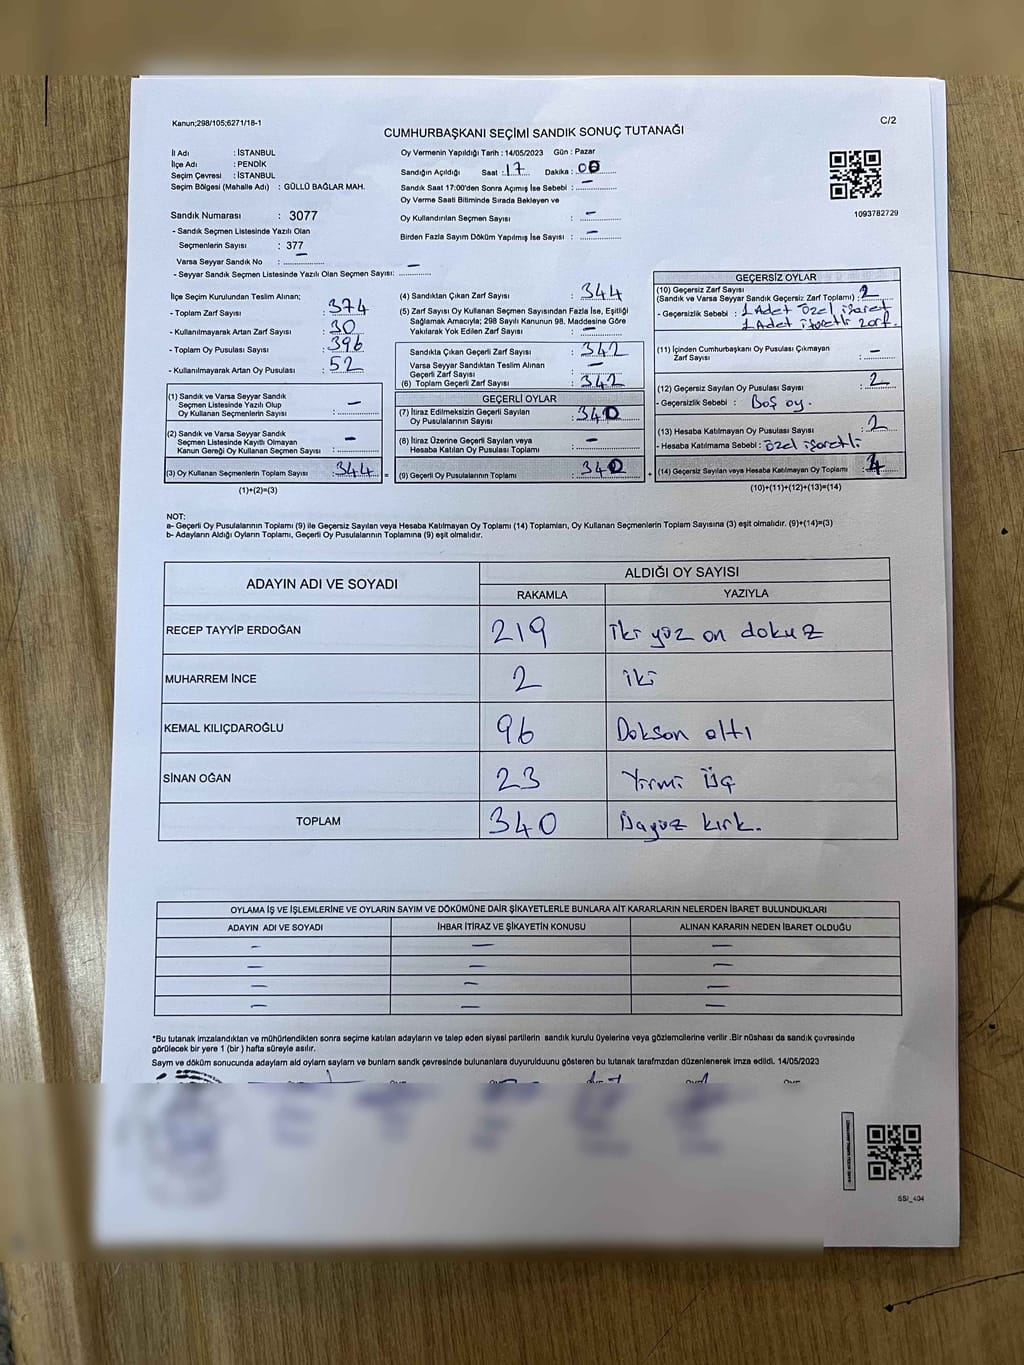 Kanun;298/105;6271/18-1
C/2
CUMHURBAŞKANI SEÇİMİ SANDIK SONUÇ TUTANAĞI
İl Adı : İSTANBUL
İlçe Adı : PENDİK
Seçim Çevresi : İSTANBUL
Seçim Bölgesi (Mahalle Adı) : GÜLLÜ BAĞLAR MAH.
Sandık Numarası : 3077
- Sandık Seçmen Listesinde Yazılı Olan
Seçmenlerin Sayısı : 377
Varsa Seyyar Sandık No : –
- Seyyar Sandık Seçmen Listesinde Yazılı Olan Seçmen Sayısı: –
Oy Vermenin Yapıldığı Tarih : 14/05/2023 Gün : Pazar
Sandığın Açıldığı Saat : 17 Dakika : 00
Sandık Saat 17:00'den Sonra Açılmış İse Sebebi : –
Oy Verme Saati Bitiminde Sırada Bekleyen ve
Oy Kullandırılan Seçmen Sayısı : –
Birden Fazla Sayım Döküm Yapılmış İse Sayısı : –
1093782729
İlçe Seçim Kurulundan Teslim Alınan;
- Toplam Zarf Sayısı : 374
- Kullanılmayarak Artan Zarf Sayısı : 30
- Toplam Oy Pusulası Sayısı : 396
- Kullanılmayarak Artan Oy Pusulası : 52
(1) Sandık ve Varsa Seyyar Sandık
Seçmen Listesinde Yazılı Olup
Oy Kullanan Seçmenlerin Sayısı : –
(2) Sandık ve Varsa Seyyar Sandık
Seçmen Listesinde Kayıtlı Olmayan
Kanun Gereği Oy Kullanan Seçmen Sayısı : –
(3) Oy Kullanan Seçmenlerin Toplam Sayısı : 344
(1)+(2)=(3)
=
(4) Sandıktan Çıkan Zarf Sayısı : 344
(5) Zarf Sayısı Oy Kullanan Seçmen Sayısından Fazla İse, Eşitliği
Sağlamak Amacıyla; 298 Sayılı Kanunun 98. Maddesine Göre
Yakılarak Yok Edilen Zarf Sayısı : –
Sandıkta Çıkan Geçerli Zarf Sayısı : 342
Varsa Seyyar Sandıktan Teslim Alınan
Geçerli Zarf Sayısı : –
(6) Toplam Geçerli Zarf Sayısı : 342
GEÇERLİ OYLAR
(7) İtiraz Edilmeksizin Geçerli Sayılan
Oy Pusulalarının Sayısı : 340
(8) İtiraz Üzerine Geçerli Sayılan veya
Hesaba Katılan Oy Pusulası Toplamı : –
(9) Geçerli Oy Pusulalarının Toplamı : 340
+
GEÇERSİZ OYLAR
(10) Geçersiz Zarf Sayısı
(Sandık ve Varsa Seyyar Sandık Geçersiz Zarf Toplamı) : 2
- Geçersizlik Sebebi : 1 Adet özel işaret
1 Adet işaretli zarf.
(11) İçinden Cumhurbaşkanı Oy Pusulası Çıkmayan
Zarf Sayısı : –
(12) Geçersiz Sayılan Oy Pusulası Sayısı : 2
- Geçersizlik Sebebi : Boş oy.
(13) Hesaba Katılmayan Oy Pusulası Sayısı : 2
- Hesaba Katılmama Sebebi : özel işaretli
(14) Geçersiz Sayılan veya Hesaba Katılmayan Oy Toplamı : 4
(10)+(11)+(12)+(13)=(14)
NOT:
a- Geçerli Oy Pusulalarının Toplamı (9) ile Geçersiz Sayılan veya Hesaba Katılmayan Oy Toplamı (14) Toplamları, Oy Kullanan Seçmenlerin Toplam Sayısına (3) eşit olmalıdır. (9)+(14)=(3)
b- Adayların Aldığı Oyların Toplamı, Geçerli Oy Pusulalarının Toplamına (9) eşit olmalıdır.
ADAYIN ADI VE SOYADI
ALDIĞI OY SAYISI
RAKAMLA YAZIYLA
RECEP TAYYİP ERDOĞAN 219 iki yüz on dokuz
MUHARREM İNCE 2 iki
KEMAL KILIÇDAROĞLU 96 Doksan altı
SİNAN OĞAN 23 Yirmi Üç
TOPLAM 340 Üçyüz kırk.
OYLAMA İŞ VE İŞLEMLERİNE VE OYLARIN SAYIM VE DÖKÜMÜNE DAİR ŞİKAYETLERLE BUNLARA AİT KARARLARIN NELERDEN İBARET BULUNDUKLARI
ADAYIN ADI VE SOYADI İHBAR İTİRAZ VE ŞİKAYETİN KONUSU ALINAN KARARIN NEDEN İBARET OLDUĞU
– – –
– – –
– – –
– – –
*Bu tutanak imzalandıktan ve mühürlendikten sonra seçime katılan adayların ve talep eden siyasi partilerin sandık kurulu üyelerine veya gözlemcilerine verilir .Bir nüshası da sandık çevresinde
görülecek bir yere 1 (bir ) hafta süreyle asılır.
Sayım ve döküm sonucunda adayların aldı oyların sayıların ve bunların sandık çevresinde bulunanlara duyurulduunu gösteren bu tutanak tarafımızdan düzenlenerek imza edildi. 14/05/2023
SSI_404